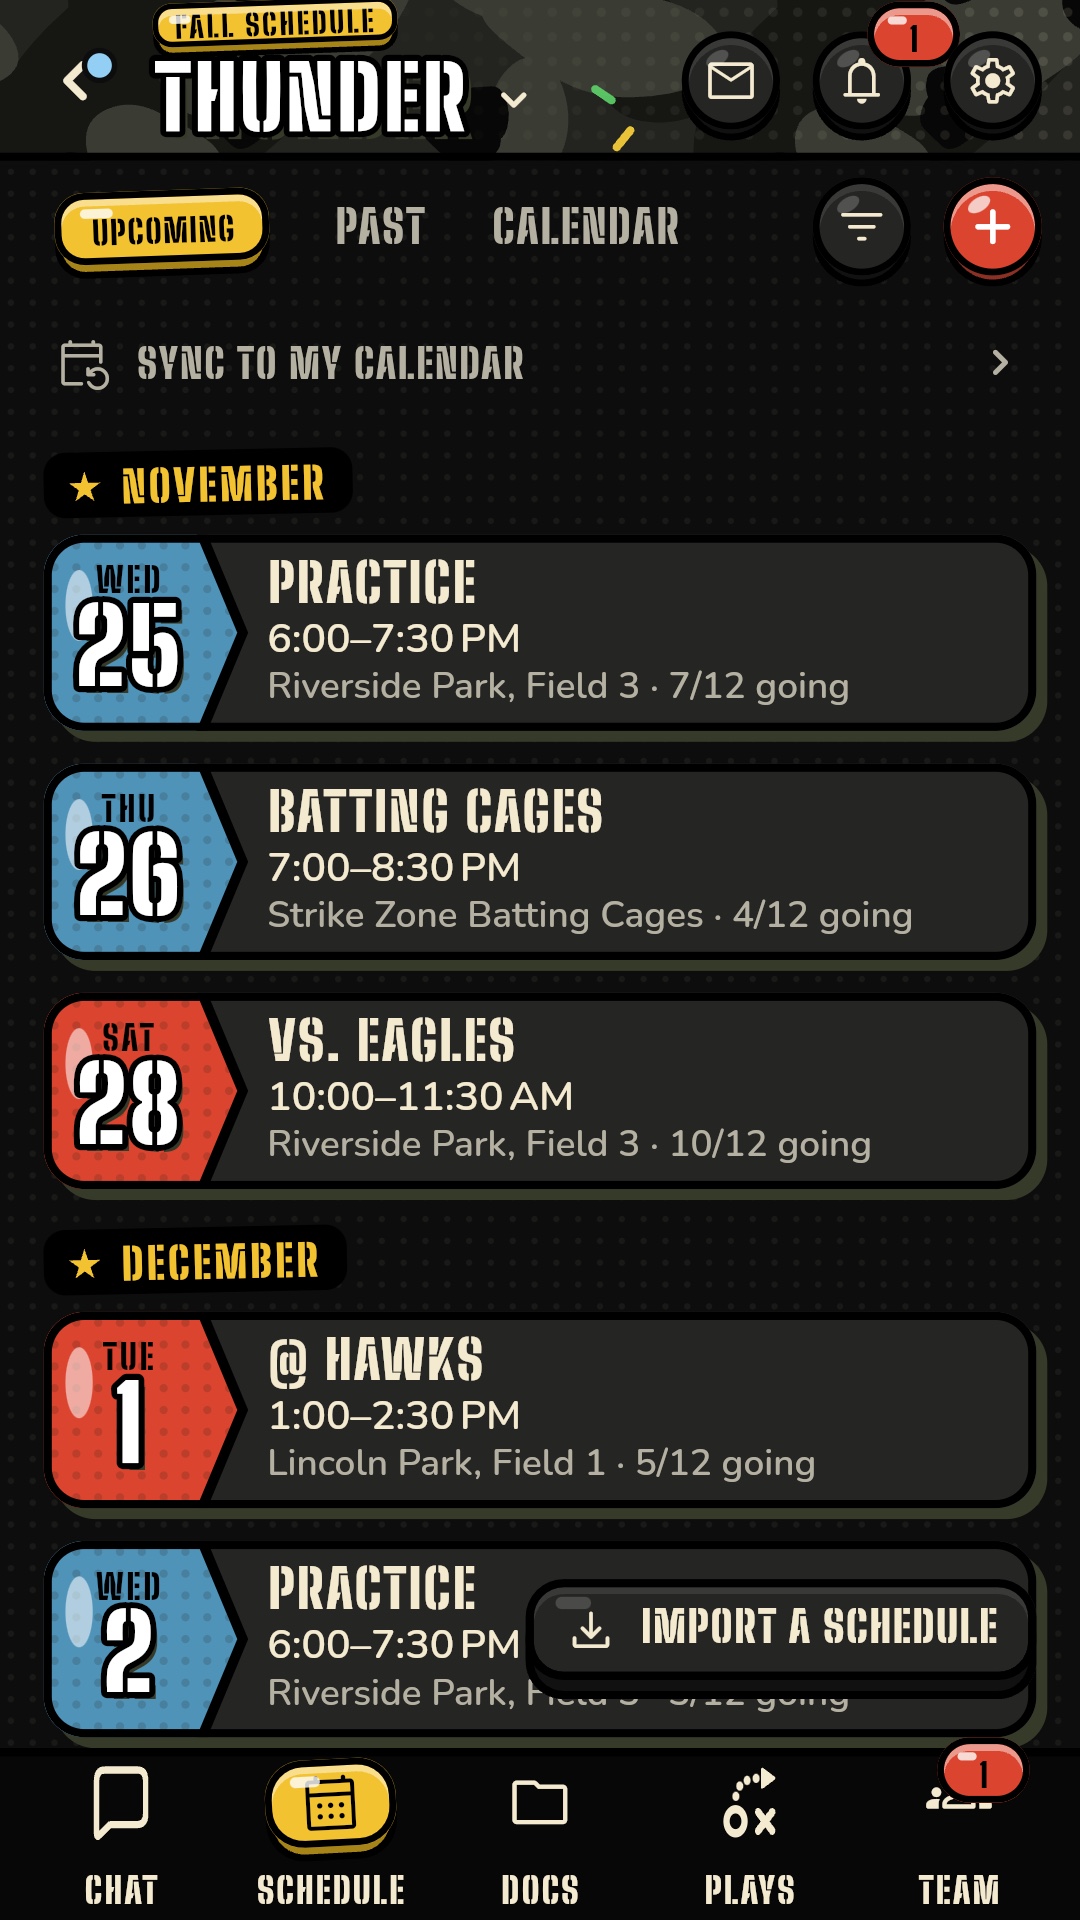 FALL SCHEDULE
THUNDER
1
UPCOMING
PAST
CALENDAR
SYNC TO MY CALENDAR
★ NOVEMBER
WED
25
PRACTICE
6:00–7:30 PM
Riverside Park, Field 3 · 7/12 going
THU
26
BATTING CAGES
7:00–8:30 PM
Strike Zone Batting Cages · 4/12 going
SAT
28
VS. EAGLES
10:00–11:30 AM
Riverside Park, Field 3 · 10/12 going
★ DECEMBER
TUE
1
@ HAWKS
1:00–2:30 PM
Lincoln Park, Field 1 · 5/12 going
WED
2
PRACTICE
6:00–7:30 PM
Riverside Park, Field 3 · going
IMPORT A SCHEDULE
1
CHAT
SCHEDULE
DOCS
PLAYS
TEAM